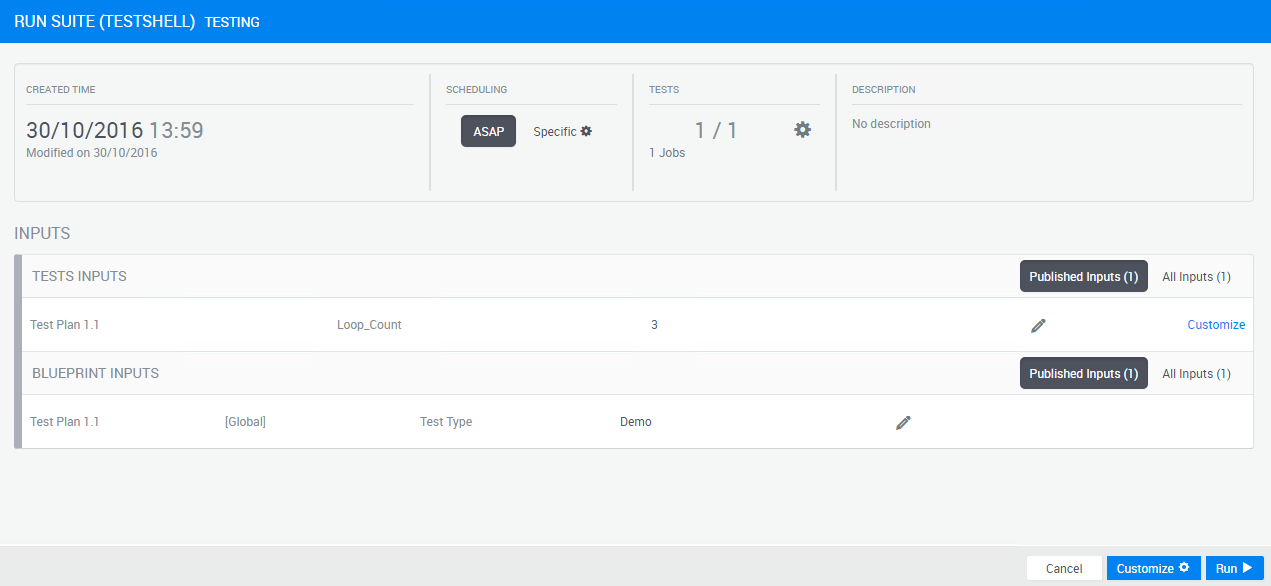 RUN SUITE (TESTSHELL) TESTING
CREATED TIME
30/10/2016 13:59
Modified on 30/10/2016
SCHEDULING
ASAP Specific
TESTS
1 / 1
1 Jobs
DESCRIPTION
No description
INPUTS
TESTS INPUTS Published Inputs (1) All Inputs (1)
Test Plan 1.1 Loop_Count 3 Customize
BLUEPRINT INPUTS Published Inputs (1) All Inputs (1)
Test Plan 1.1 [Global] Test Type Demo
Cancel Customize Run